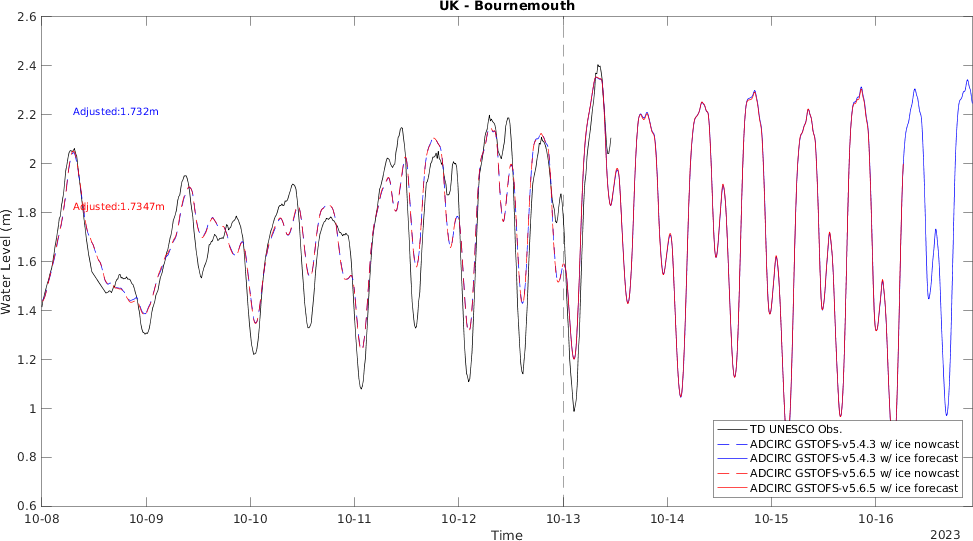 UK - Bournemouth
Water Level (m)
2.6
2.4
2.2
2
1.8
1.6
1.4
1.2
1
0.8
0.6
Adjusted:1.732m
Adjusted:1.7347m
TD UNESCO Obs.
ADCIRC GSTOFS-v5.4.3 w/ ice nowcast
ADCIRC GSTOFS-v5.4.3 w/ ice forecast
ADCIRC GSTOFS-v5.6.5 w/ ice nowcast
ADCIRC GSTOFS-v5.6.5 w/ ice forecast
10-08 10-09 10-10 10-11 10-12 10-13 10-14 10-15 10-16
Time
2023